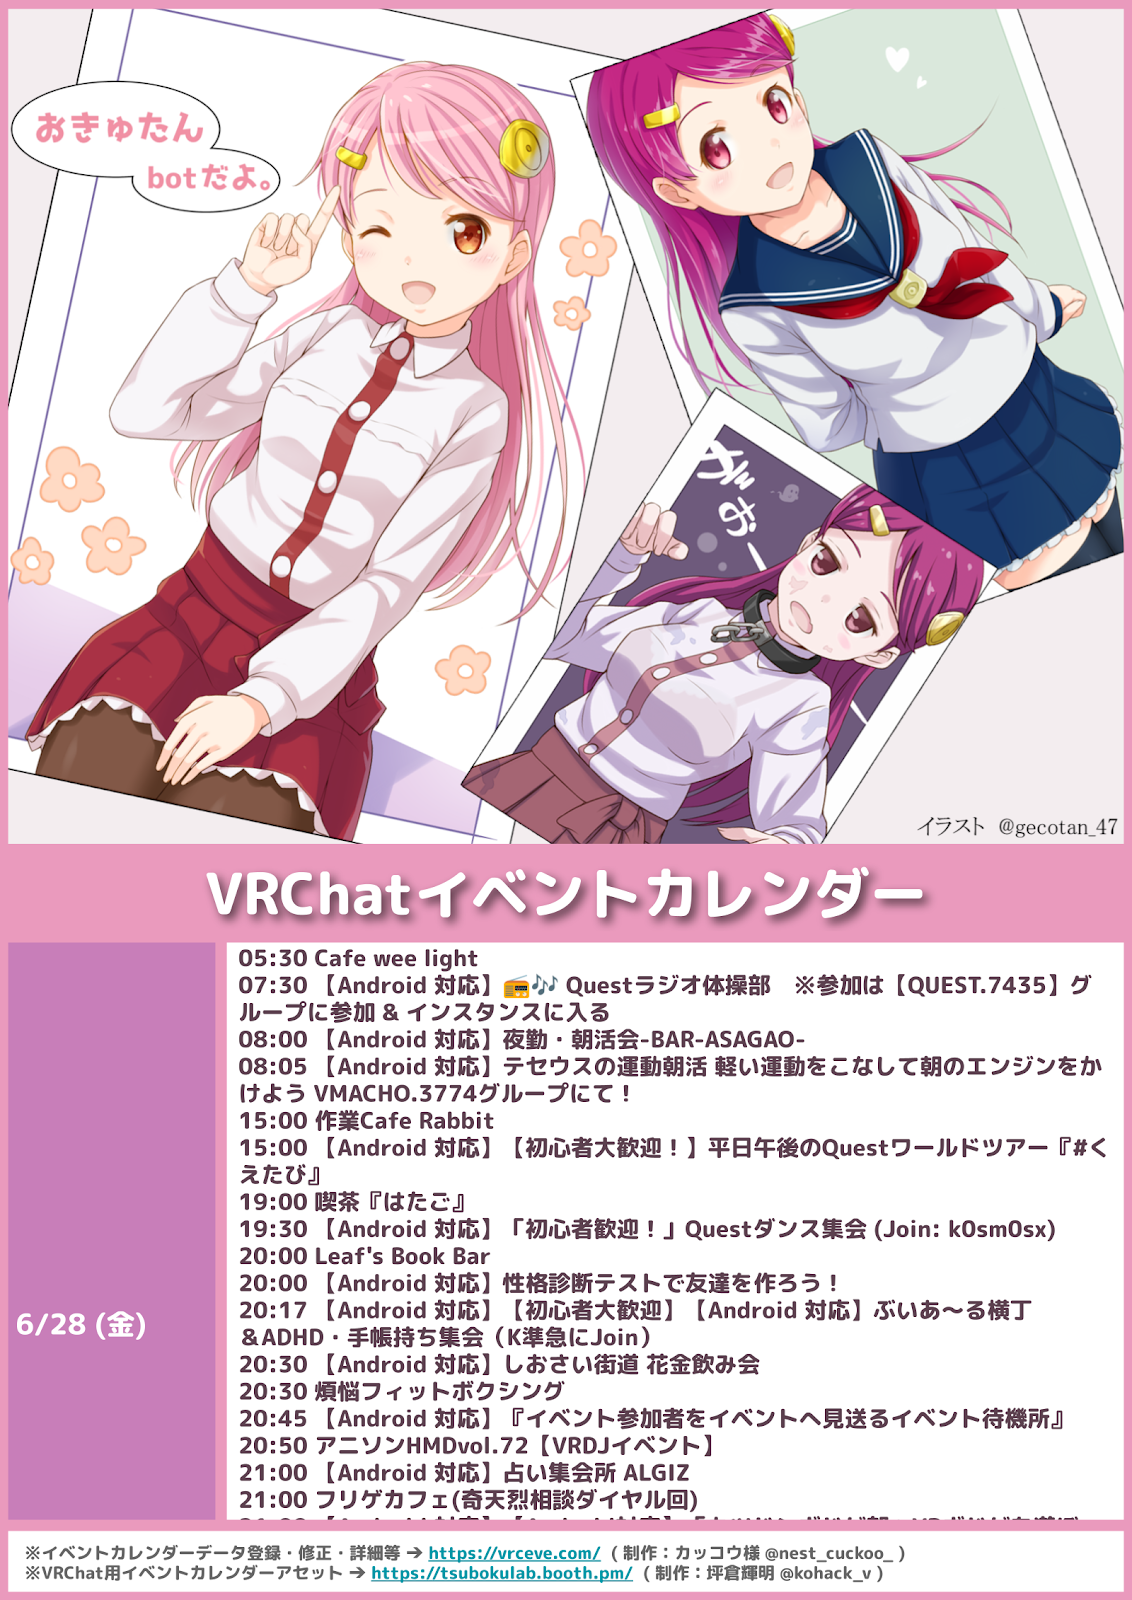 おきゅたん
botだよ。
がおー
イラスト @gecotan_47
VRChatイベントカレンダー
6/28 (金)
05:30 Cafe wee light
07:30 【Android 対応】📻🎶 Questラジオ体操部　※参加は【QUEST.7435】グ
ループに参加 & インスタンスに入る
08:00 【Android 対応】夜勤・朝活会-BAR-ASAGAO-
08:05 【Android 対応】テセウスの運動朝活 軽い運動をこなして朝のエンジンをか
けよう VMACHO.3774グループにて！
15:00 作業Cafe Rabbit
15:00 【Android 対応】【初心者大歓迎！】平日午後のQuestワールドツアー『#く
えたび』
19:00 喫茶『はたご』
19:30 【Android 対応】「初心者歓迎！」Questダンス集会 (Join: k0sm0sx)
20:00 Leaf's Book Bar
20:00 【Android 対応】性格診断テストで友達を作ろう！
20:17 【Android 対応】【初心者大歓迎】【Android 対応】ぶいあ～る横丁
＆ADHD・手帳持ち集会（K準急にJoin）
20:30 【Android 対応】しおさい街道 花金飲み会
20:30 煩悩フィットボクシング
20:45 【Android 対応】『イベント参加者をイベントへ見送るイベント待機所』
20:50 アニソンHMDvol.72【VRDJイベント】
21:00 【Android 対応】占い集会所 ALGIZ
21:00 フリゲカフェ(奇天烈相談ダイヤル回)
※イベントカレンダーデータ登録・修正・詳細等 ➔ https://vrceve.com/ ( 制作：カッコウ様 @nest_cuckoo_ )
※VRChat用イベントカレンダーアセット ➔ https://tsubokulab.booth.pm/ ( 制作：坪倉輝明 @kohack_v )